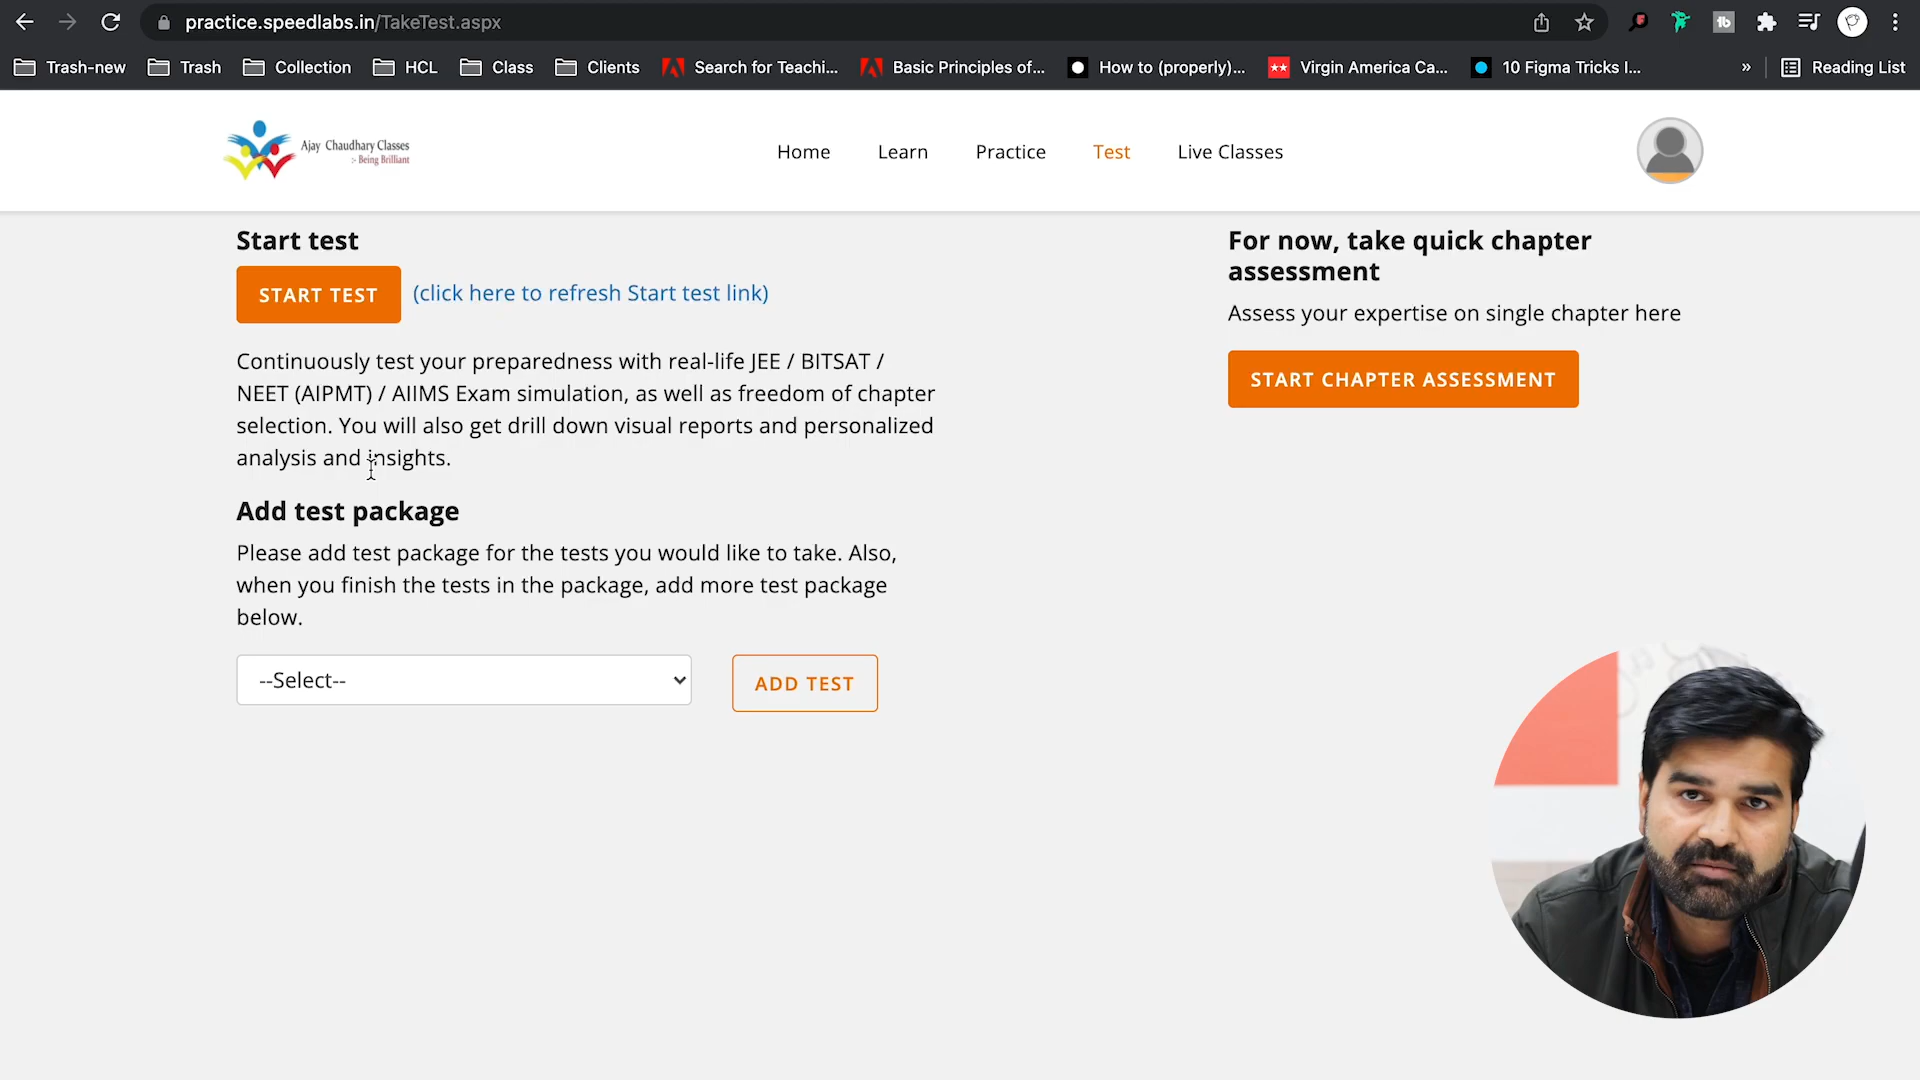 practice.speedlabs.in/TakeTest.aspx
Trash-new
Trash
Collection
HCL
Class
Clients
Search for Teachi...
Basic Principles of...
How to (properly)...
Virgin America Ca...
10 Figma Tricks I...
»
Reading List
Ajay Chaudhary Classes
:- Being Brilliant
Home
Learn
Practice
Test
Live Classes
Start test
START TEST
(click here to refresh Start test link)
Continuously test your preparedness with real-life JEE / BITSAT /
NEET (AIPMT) / AIIMS Exam simulation, as well as freedom of chapter
selection. You will also get drill down visual reports and personalized
analysis and insights.
Add test package
Please add test package for the tests you would like to take. Also,
when you finish the tests in the package, add more test package
below.
--Select--
ADD TEST
For now, take quick chapter
assessment
Assess your expertise on single chapter here
START CHAPTER ASSESSMENT